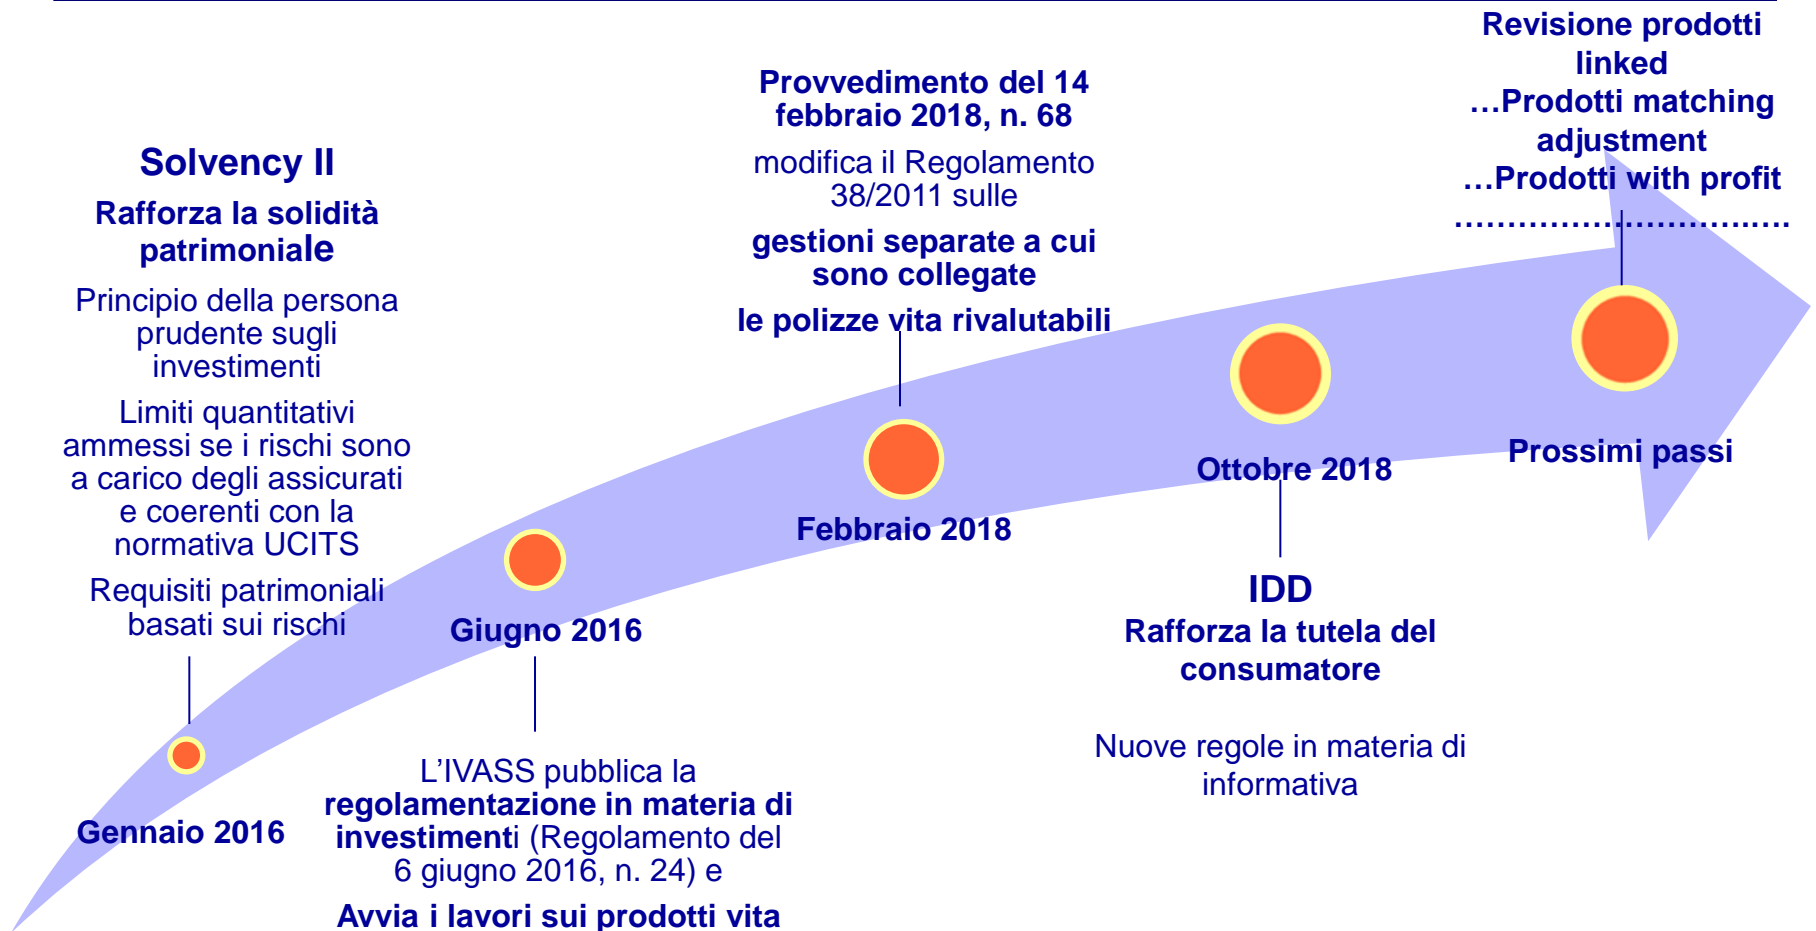 Solvency II
Rafforza la solidità
patrimoniale
Principio della persona
prudente sugli
investimenti
Limiti quantitativi
ammessi se i rischi sono
a carico degli assicurati
e coerenti con la
normativa UCITS
Requisiti patrimoniali
basati sui rischi
Gennaio 2016
Giugno 2016
L’IVASS pubblica la
regolamentazione in materia di
investimenti (Regolamento del
6 giugno 2016, n. 24) e
Avvia i lavori sui prodotti vita
Provvedimento del 14
febbraio 2018, n. 68
modifica il Regolamento
38/2011 sulle
gestioni separate a cui
sono collegate
le polizze vita rivalutabili
Febbraio 2018
Ottobre 2018
IDD
Rafforza la tutela del
consumatore
Nuove regole in materia di
informativa
Revisione prodotti
linked
…Prodotti matching
adjustment
…Prodotti with profit
…………………………..…
Prossimi passi